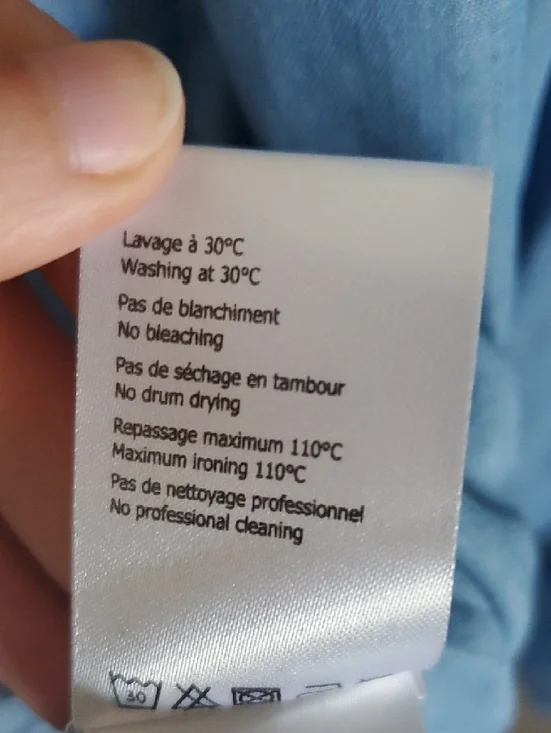 Lavage à 30°C
Washing at 30°C
Pas de blanchiment
No bleaching
Pas de séchage en tambour
No drum drying
Repassage maximum 110°C
Maximum ironing 110°C
Pas de nettoyage professionnel
No professional cleaning
30